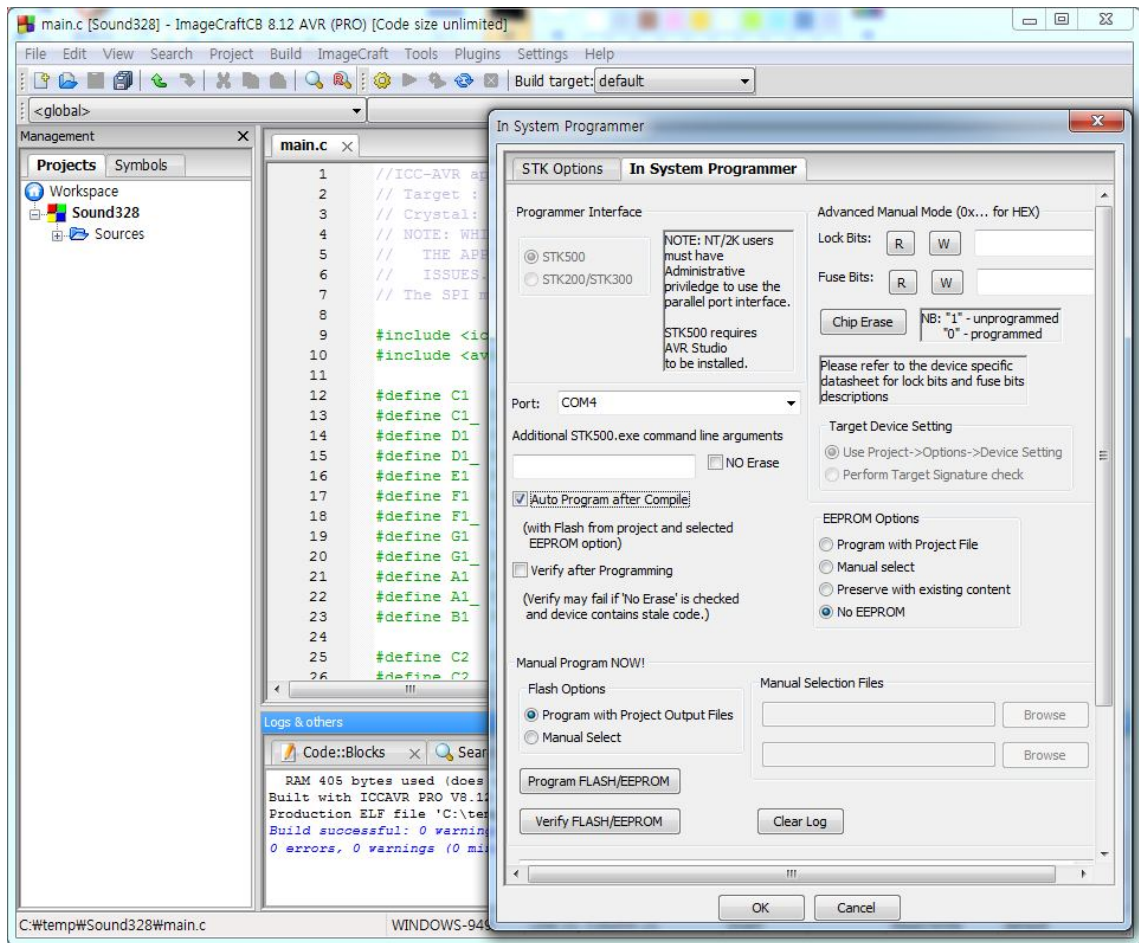 main.c [Sound328] - ImageCraftCB 8.12 AVR (PRO) [Code size unlimited]
File Edit View Search Project Build ImageCraft Tools Plugins Settings Help
Build target: default
<global>
Management
Projects Symbols
Workspace
Sound328
Sources
main.c
1 //ICC-AVR ap
2 // Target :
3 // Crystal:
4 // NOTE: WHI
5 // THE APP
6 // ISSUES.
7 // The SPI m
8
9 #include <ic
10 #include <av
11
12 #define C1
13 #define C1_
14 #define D1
15 #define D1_
16 #define E1
17 #define F1
18 #define F1_
19 #define G1
20 #define G1_
21 #define A1
22 #define A1_
23 #define B1
24
25 #define C2
26 #define C2
Logs & others
Code::Blocks Sear
RAM 405 bytes used (does
Built with ICCAVR PRO V8.12
Production ELF file 'C:\te
Build successful: 0 warnin
0 errors, 0 warnings (0 mi
C:₩temp₩Sound328₩main.c WINDOWS-949
In System Programmer
STK Options In System Programmer
Programmer Interface
STK500
STK200/STK300
NOTE: NT/2K users
must have
Administrative
priviledge to use the
parallel port interface.
STK500 requires
AVR Studio
to be installed.
Port: COM4
Additional STK500.exe command line arguments
NO Erase
Auto Program after Compile
(with Flash from project and selected
EEPROM option)
Verify after Programming
(Verify may fail if 'No Erase' is checked
and device contains stale code.)
Advanced Manual Mode (0x... for HEX)
Lock Bits: R W
Fuse Bits: R W
Chip Erase
NB: "1" - unprogrammed
"0" - programmed
Please refer to the device specific
datasheet for lock bits and fuse bits
descriptions
Target Device Setting
Use Project->Options->Device Setting
Perform Target Signature check
EEPROM Options
Program with Project File
Manual select
Preserve with existing content
No EEPROM
Manual Program NOW!
Flash Options
Program with Project Output Files
Manual Select
Manual Selection Files
Browse
Browse
Program FLASH/EEPROM
Verify FLASH/EEPROM
Clear Log
OK Cancel